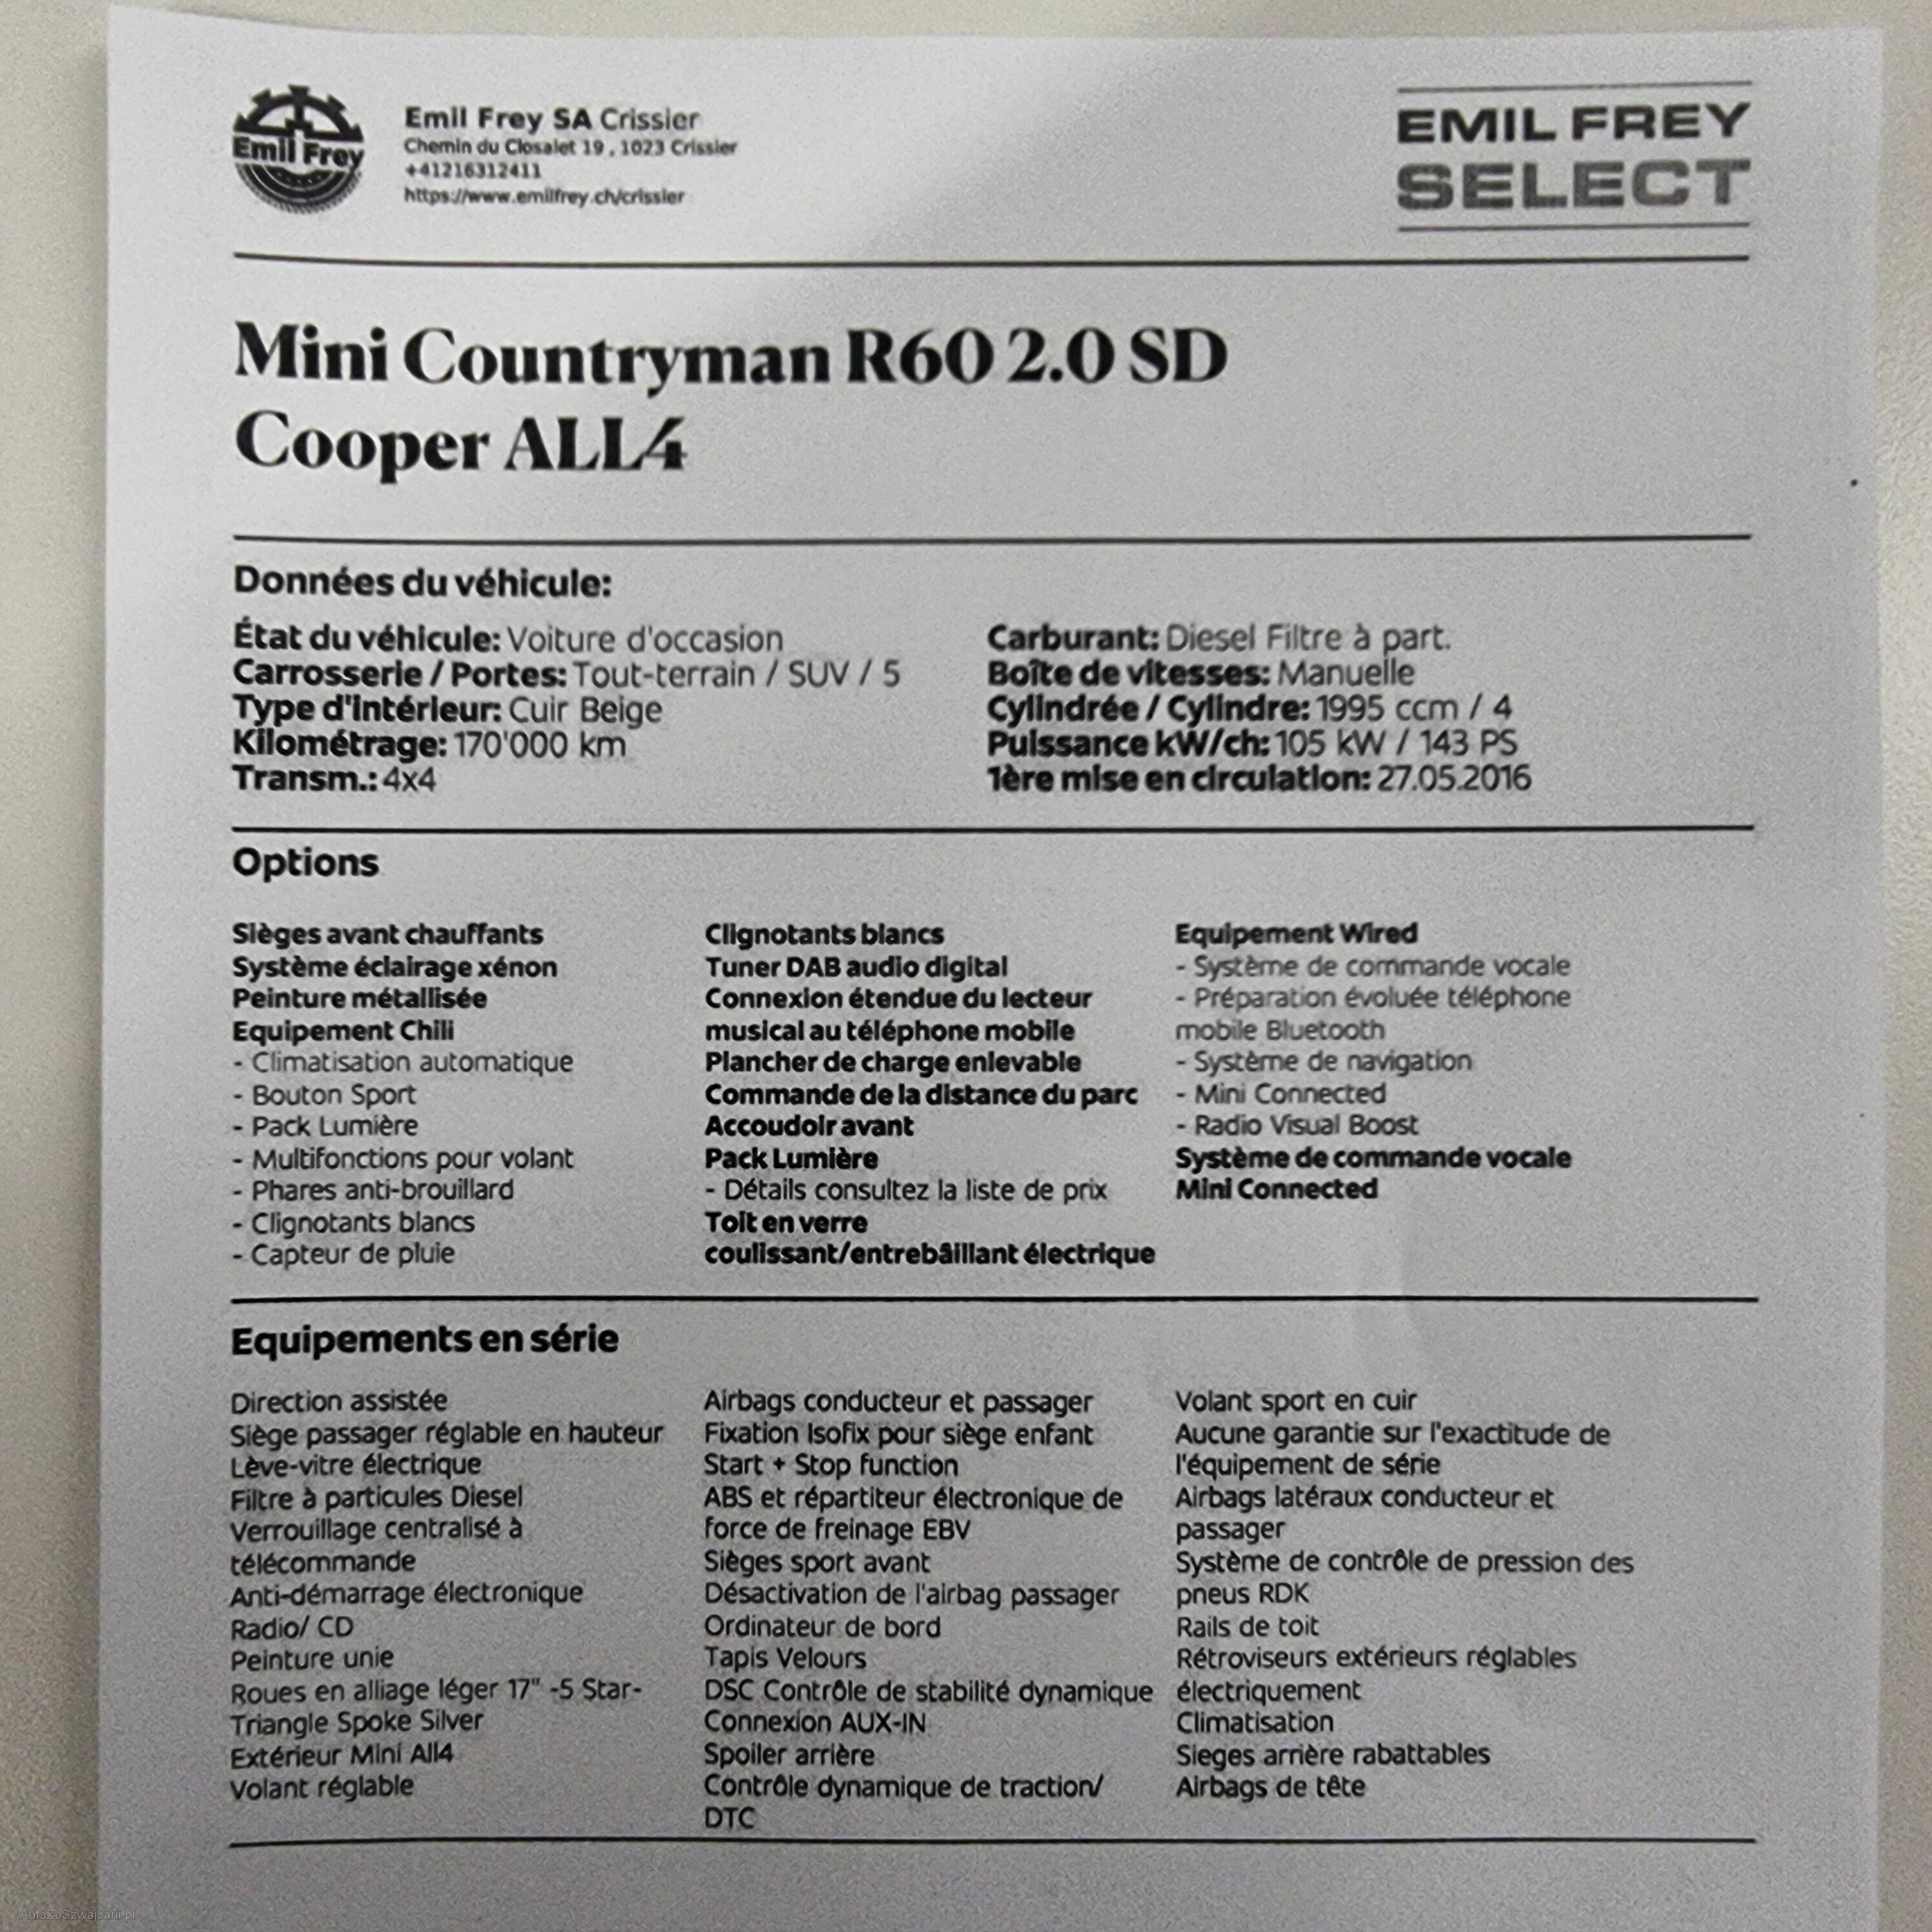 Emil Frey
Emil Frey SA Crissier
Chemin du Closalet 19 , 1023 Crissier
+41216312411
https://www.emilfrey.ch/crissier
EMIL FREY
SELECT
Mini Countryman R60 2.0 SD
Cooper ALL4
Données du véhicule:
État du véhicule: Voiture d'occasion
Carrosserie / Portes: Tout-terrain / SUV / 5
Type d'intérieur: Cuir Beige
Kilométrage: 170'000 km
Transm.: 4x4
Carburant: Diesel Filtre à part.
Boîte de vitesses: Manuelle
Cylindrée / Cylindre: 1995 ccm / 4
Puissance kW/ch: 105 kW / 143 PS
1ère mise en circulation: 27.05.2016
Options
Sièges avant chauffants
Système éclairage xénon
Peinture métallisée
Equipement Chili
- Climatisation automatique
- Bouton Sport
- Pack Lumière
- Multifonctions pour volant
- Phares anti-brouillard
- Clignotants blancs
- Capteur de pluie
Clignotants blancs
Tuner DAB audio digital
Connexion étendue du lecteur
musical au téléphone mobile
Plancher de charge enlevable
Commande de la distance du parc
Accoudoir avant
Pack Lumière
- Détails consultez la liste de prix
Toit en verre
coulissant/entrebâillant électrique
Equipement Wired
- Système de commande vocale
- Préparation évoluée téléphone
mobile Bluetooth
- Système de navigation
- Mini Connected
- Radio Visual Boost
Système de commande vocale
Mini Connected
Equipements en série
Direction assistée
Siège passager réglable en hauteur
Lève-vitre électrique
Filtre à particules Diesel
Verrouillage centralisé à
télécommande
Anti-démarrage électronique
Radio/ CD
Peinture unie
Roues en alliage léger 17" -5 Star-
Triangle Spoke Silver
Extérieur Mini All4
Volant réglable
Airbags conducteur et passager
Fixation Isofix pour siège enfant
Start + Stop function
ABS et répartiteur électronique de
force de freinage EBV
Sièges sport avant
Désactivation de l'airbag passager
Ordinateur de bord
Tapis Velours
DSC Contrôle de stabilité dynamique
Connexion AUX-IN
Spoiler arrière
Contrôle dynamique de traction/
DTC
Volant sport en cuir
Aucune garantie sur l'exactitude de
l'équipement de série
Airbags latéraux conducteur et
passager
Système de contrôle de pression des
pneus RDK
Rails de toit
Rétroviseurs extérieurs réglables
électriquement
Climatisation
Sieges arrière rabattables
Airbags de tête
AutoZeSzwajcarii.pl